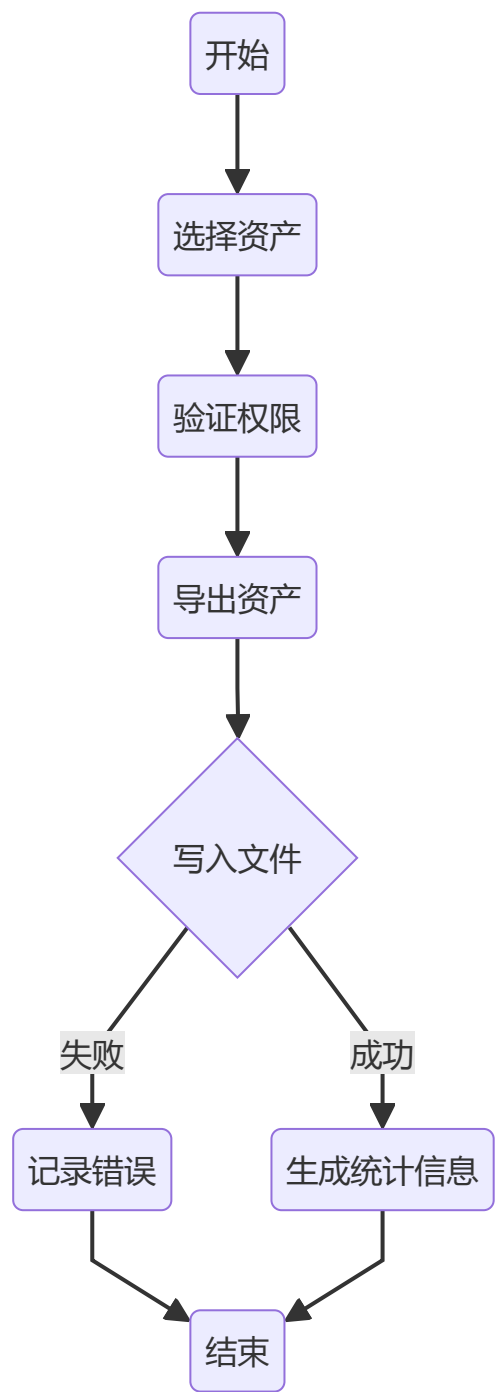 开始
选择资产
验证权限
导出资产
写入文件
失败
成功
记录错误
生成统计信息
结束